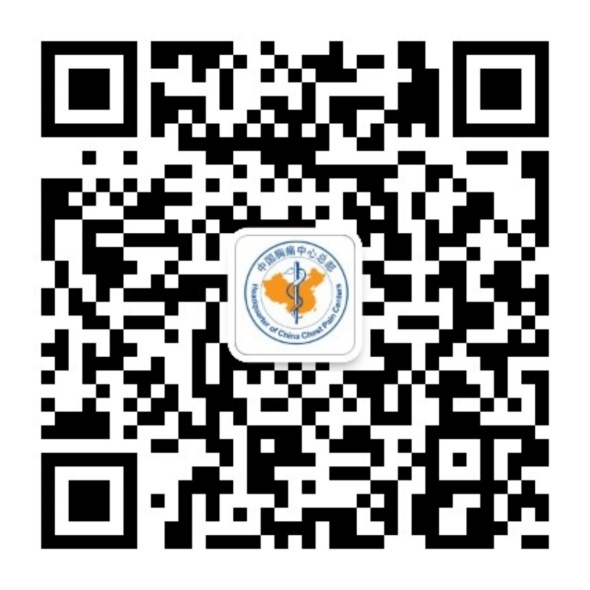 中国胸痛中心总部
Headquarter of China Chest Pain Centers